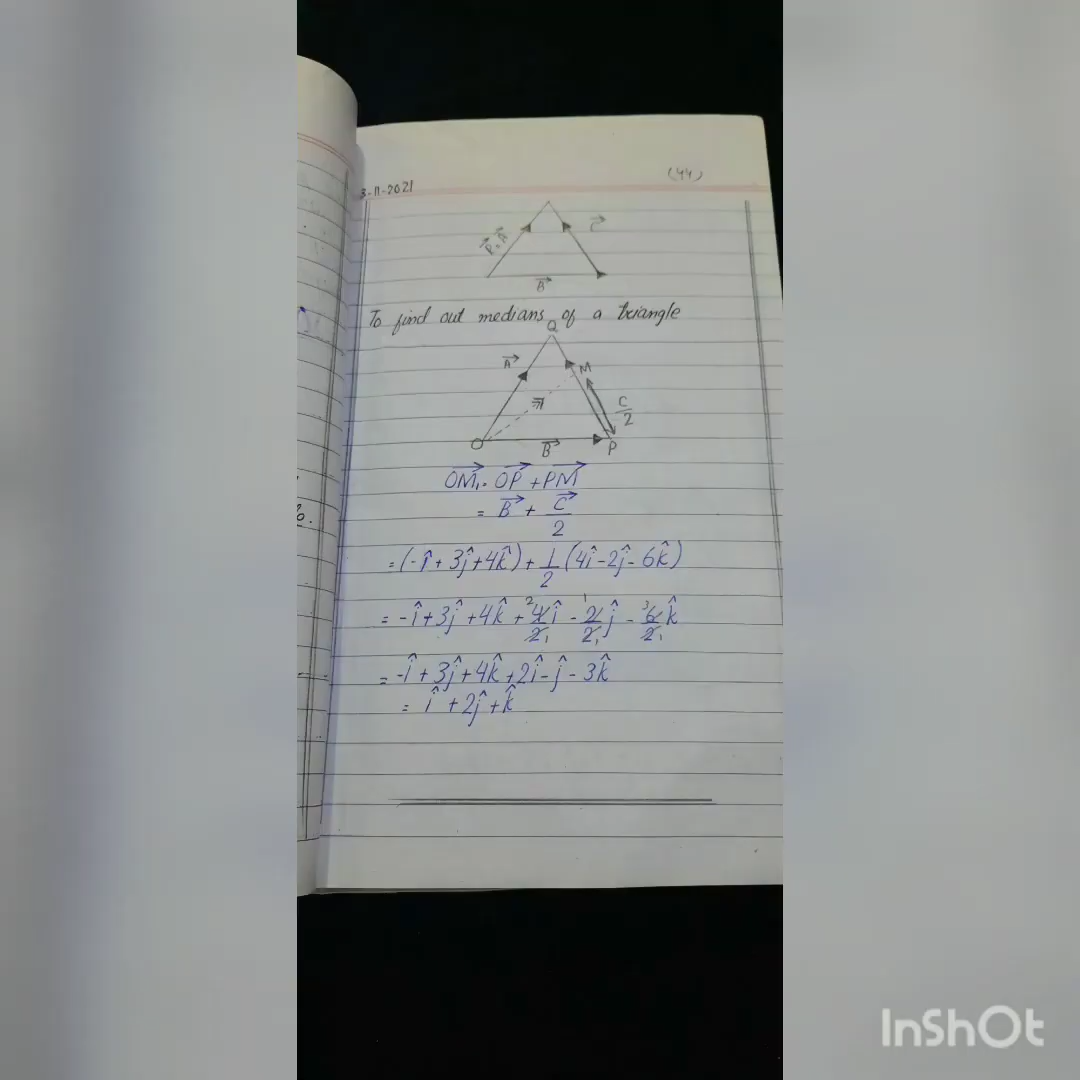 3-11-2021 (44)
P, A C
B
To find out medians of a triangle
Q
A M
C/2
O B P
OM, = OP + PM
= B⃗ + C⃗/2
= (-î + 3ĵ + 4k̂) + 1/2 (4î - 2ĵ - 6k̂)
= -î + 3ĵ + 4k̂ + 4/2 î - 2/2 ĵ - 6/2 k̂
= -î + 3ĵ + 4k̂ + 2î - ĵ - 3k̂
= î + 2ĵ + k̂
InShOt